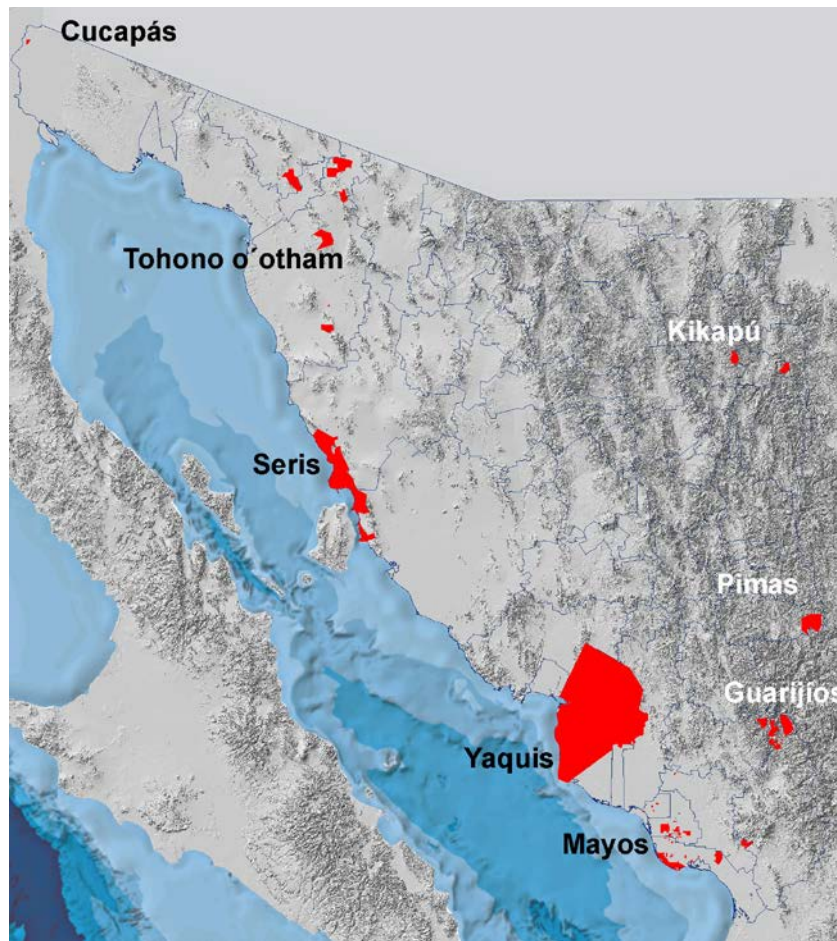 Cucapás
Tohono o´otham
Kikapú
Seris
Pimas
Guarijíos
Yaquis
Mayos